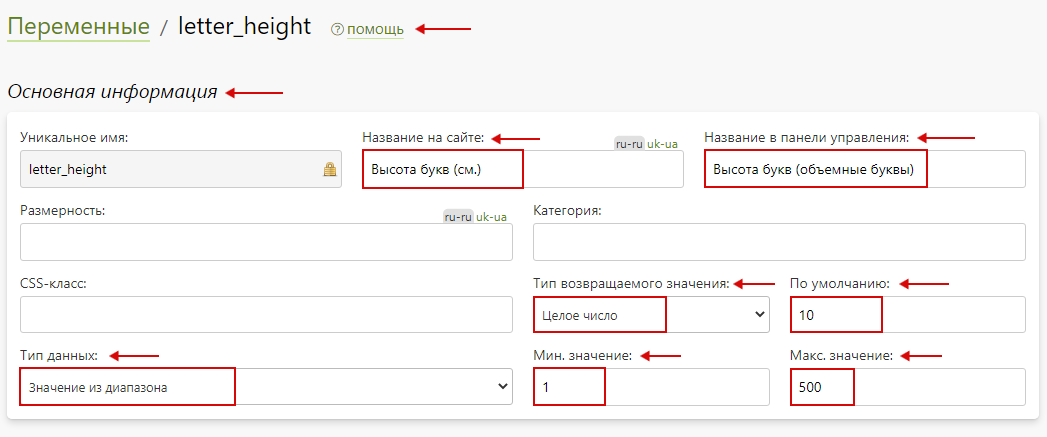 Переменные / letter_height ? помощь
Основная информация
Уникальное имя: Название на сайте: Название в панели управления:
ru-ru uk-ua
letter_height Высота букв (см.) Высота букв (объемные буквы)
Размерность: Категория:
ru-ru uk-ua
CSS-класс: Тип возвращаемого значения: По умолчанию:
Целое число 10
Тип данных: Мин. значение: Макс. значение:
Значение из диапазона 1 500